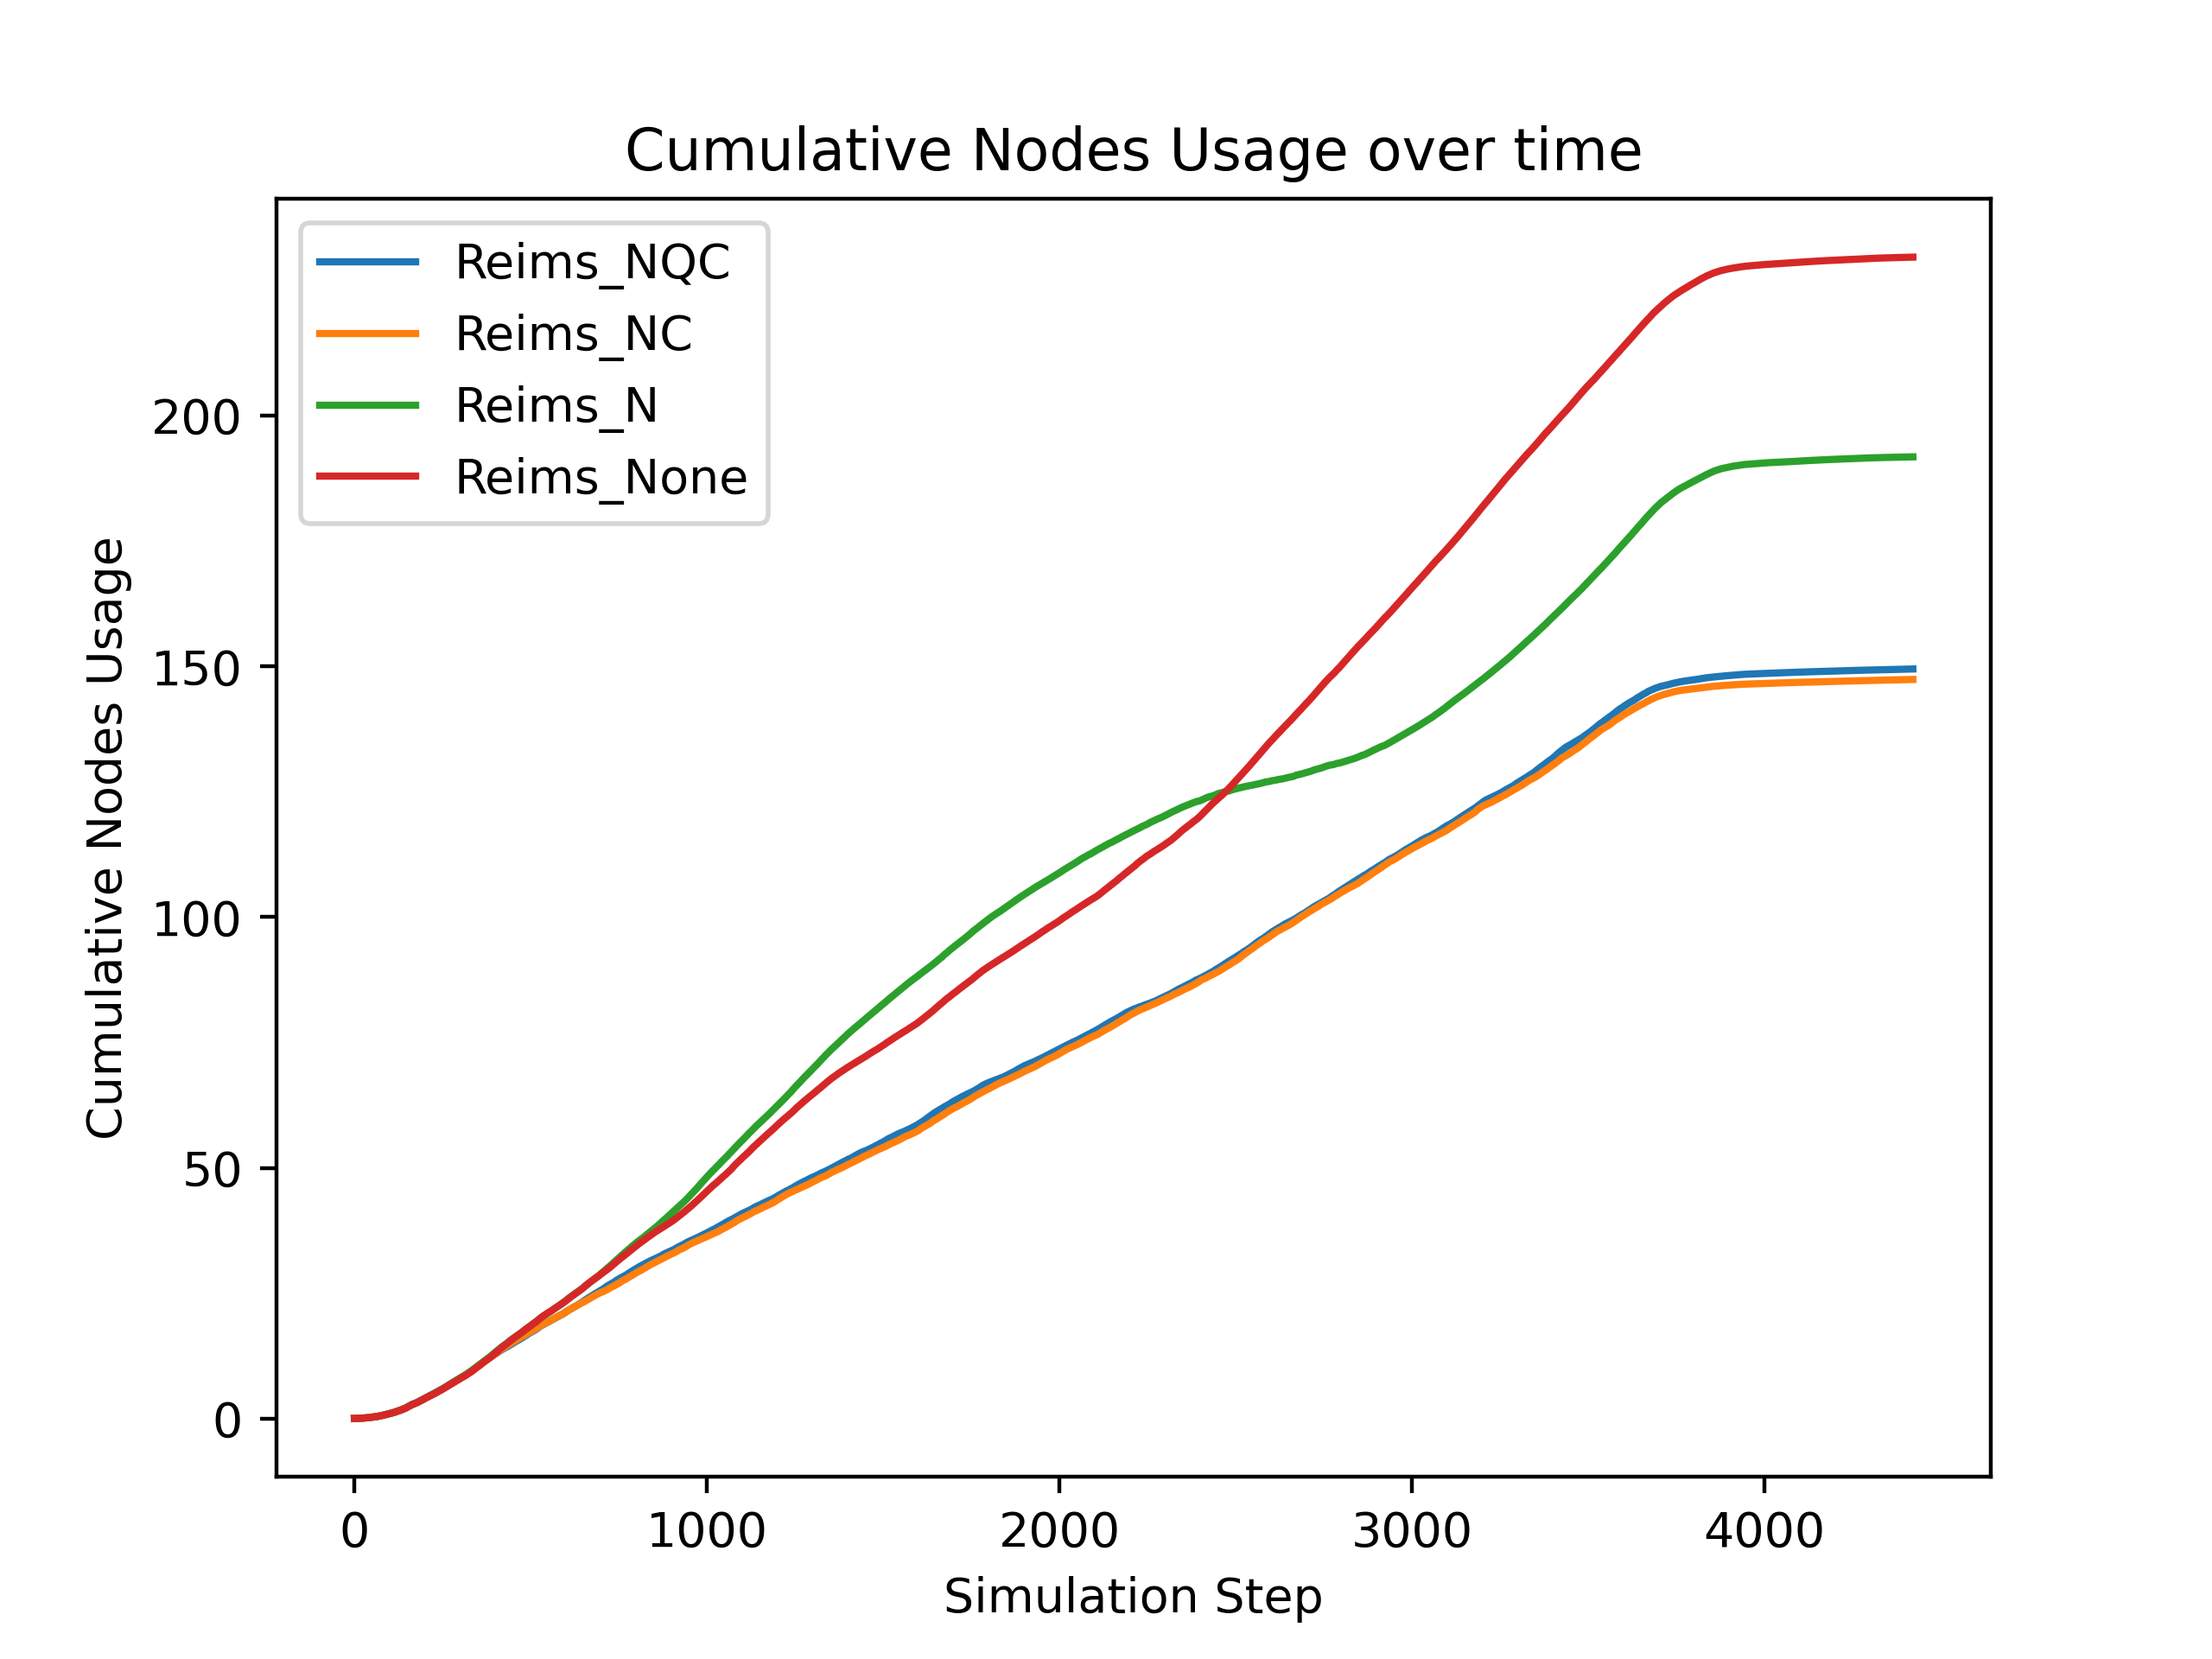 Cumulative Nodes Usage over time
Reims_NQC
Reims_NC
Reims_N
Reims_None
Cumulative Nodes Usage
200
150
100
50
0
0 1000 2000 3000 4000
Simulation Step